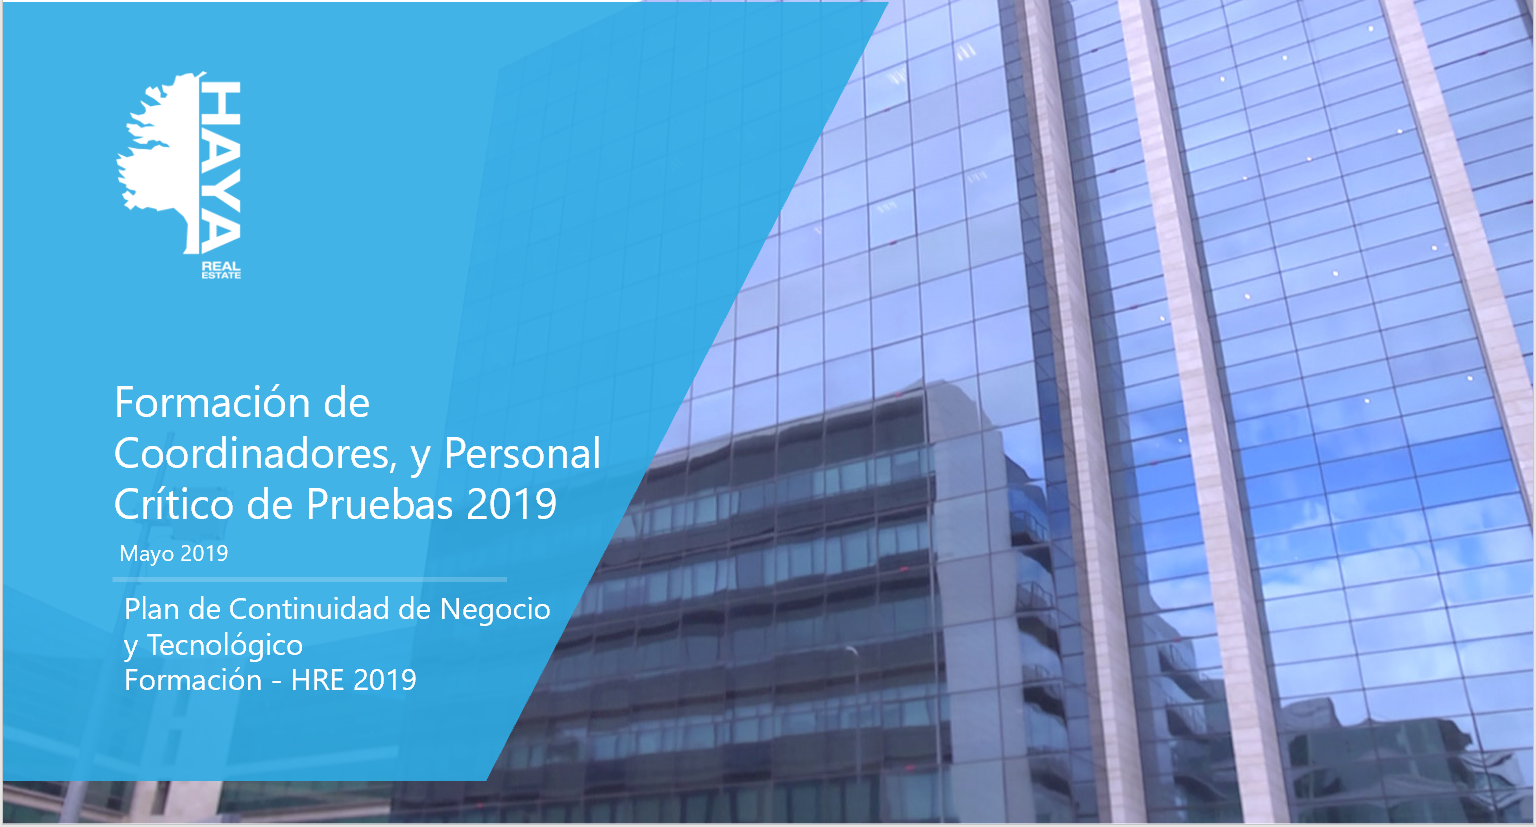 HAYA
REAL
ESTATE
Formación de
Coordinadores, y Personal
Crítico de Pruebas 2019
Mayo 2019
Plan de Continuidad de Negocio
y Tecnológico
Formación - HRE 2019